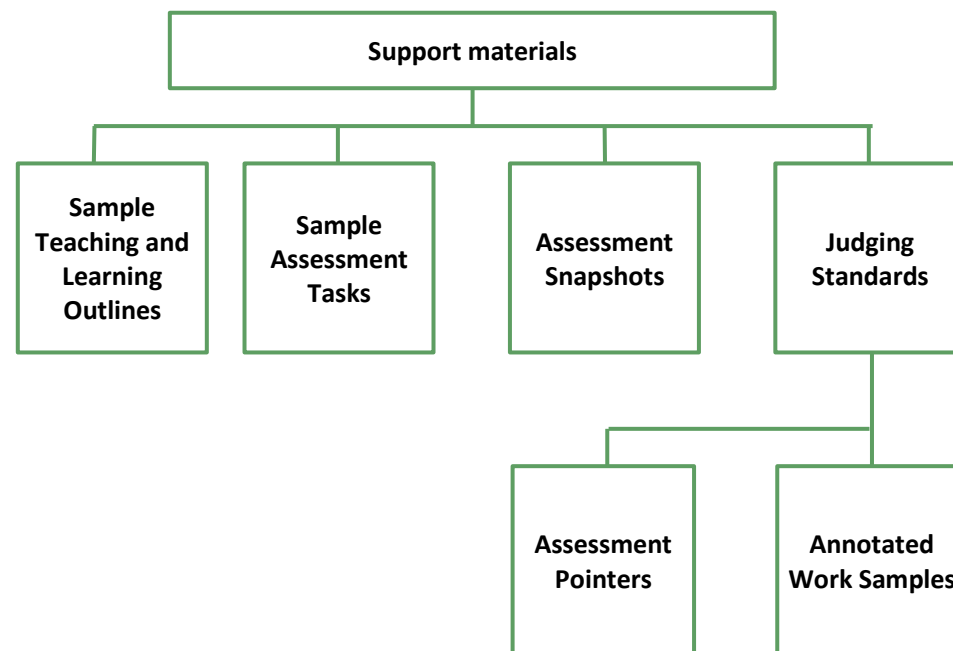 Support materials
Sample
Teaching and
Learning
Outlines
Sample
Assessment
Tasks
Assessment
Snapshots
Judging
Standards
Assessment
Pointers
Annotated
Work Samples